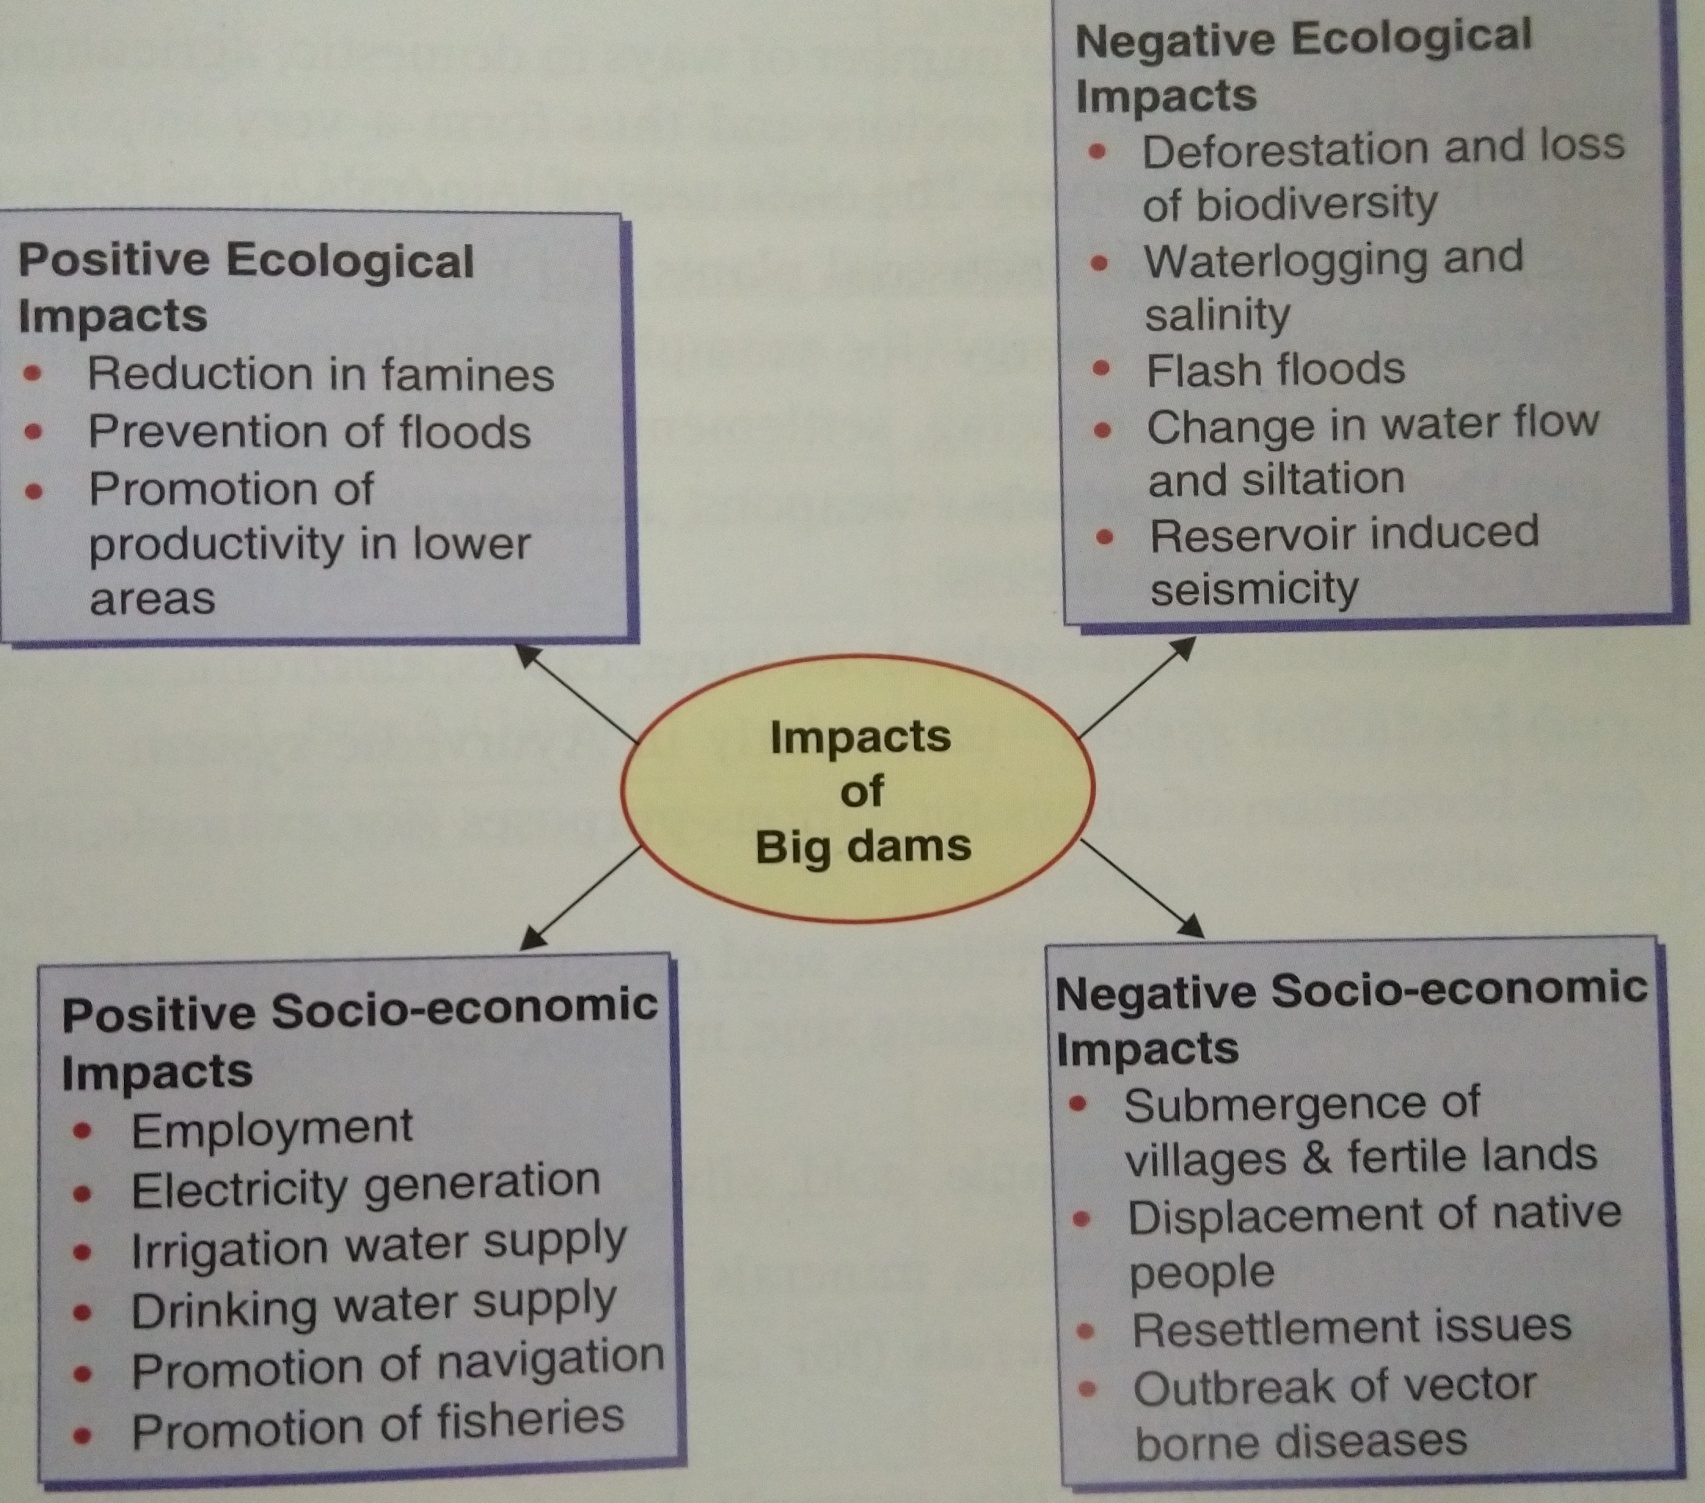 Positive Ecological
Impacts
• Reduction in famines
• Prevention of floods
• Promotion of
productivity in lower
areas
Negative Ecological
Impacts
• Deforestation and loss
of biodiversity
• Waterlogging and
salinity
• Flash floods
• Change in water flow
and siltation
• Reservoir induced
seismicity
Impacts
of
Big dams
Positive Socio-economic
Impacts
• Employment
• Electricity generation
• Irrigation water supply
• Drinking water supply
• Promotion of navigation
• Promotion of fisheries
Negative Socio-economic
Impacts
• Submergence of
villages & fertile lands
• Displacement of native
people
• Resettlement issues
• Outbreak of vector
borne diseases